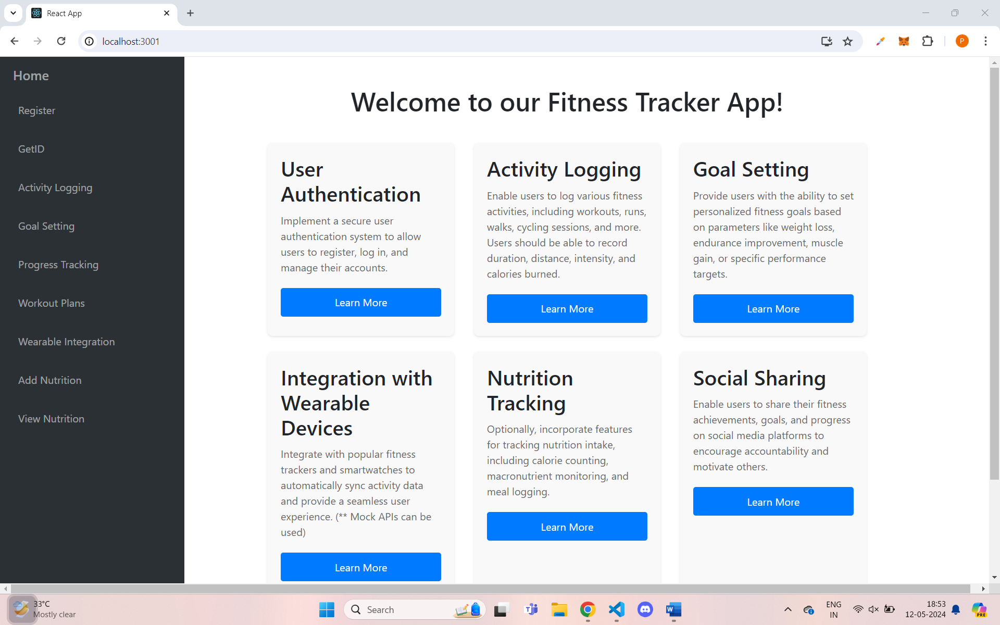 React App
localhost:3001
P
Home
Register
GetID
Activity Logging
Goal Setting
Progress Tracking
Workout Plans
Wearable Integration
Add Nutrition
View Nutrition
Welcome to our Fitness Tracker App!
User
Authentication
Implement a secure user
authentication system to allow
users to register, log in, and
manage their accounts.
Learn More
Activity Logging
Enable users to log various fitness
activities, including workouts, runs,
walks, cycling sessions, and more.
Users should be able to record
duration, distance, intensity, and
calories burned.
Learn More
Goal Setting
Provide users with the ability to set
personalized fitness goals based
on parameters like weight loss,
endurance improvement, muscle
gain, or specific performance
targets.
Learn More
Integration with
Wearable
Devices
Integrate with popular fitness
trackers and smartwatches to
automatically sync activity data
and provide a seamless user
experience. (** Mock APIs can be
used)
Learn More
Nutrition
Tracking
Optionally, incorporate features
for tracking nutrition intake,
including calorie counting,
macronutrient monitoring, and
meal logging.
Learn More
Social Sharing
Enable users to share their fitness
achievements, goals, and progress
on social media platforms to
encourage accountability and
motivate others.
Learn More
33°C
Mostly clear
Search
ENG
IN
18:53
12-05-2024
PRE